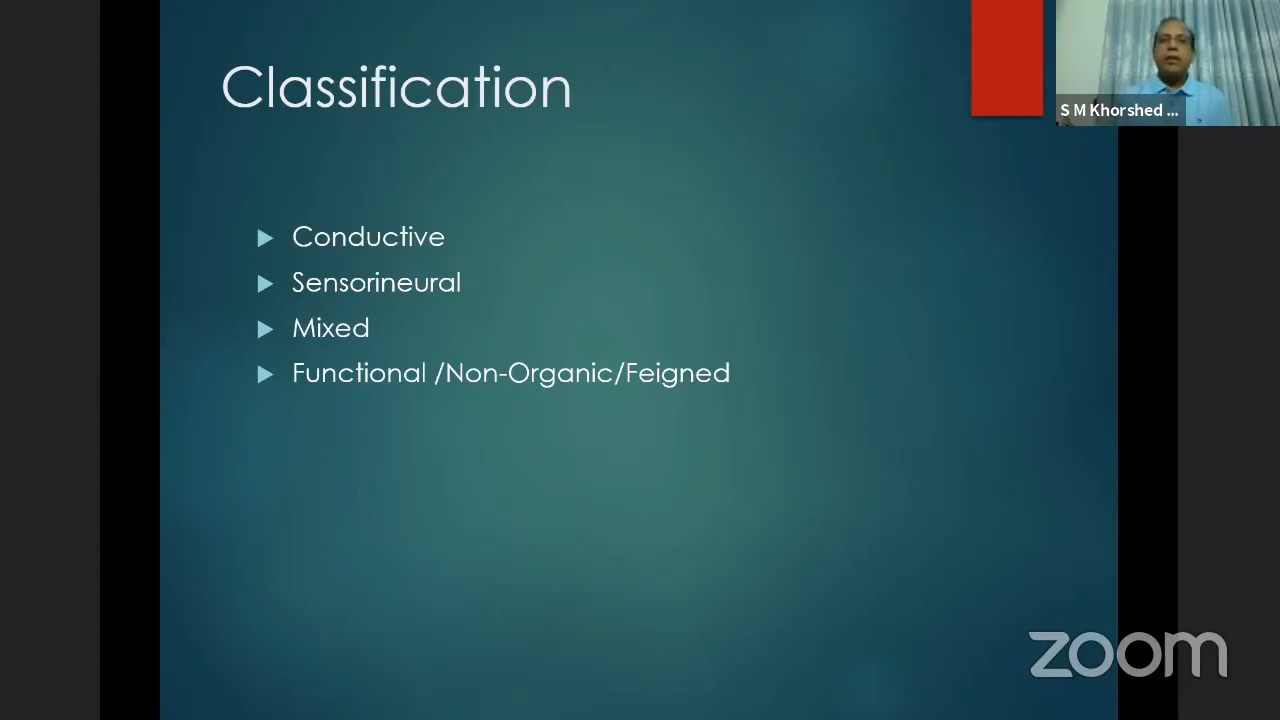 Classification
S M Khorshed ...
Conductive
Sensorineural
Mixed
Functional /Non-Organic/Feigned
zoom